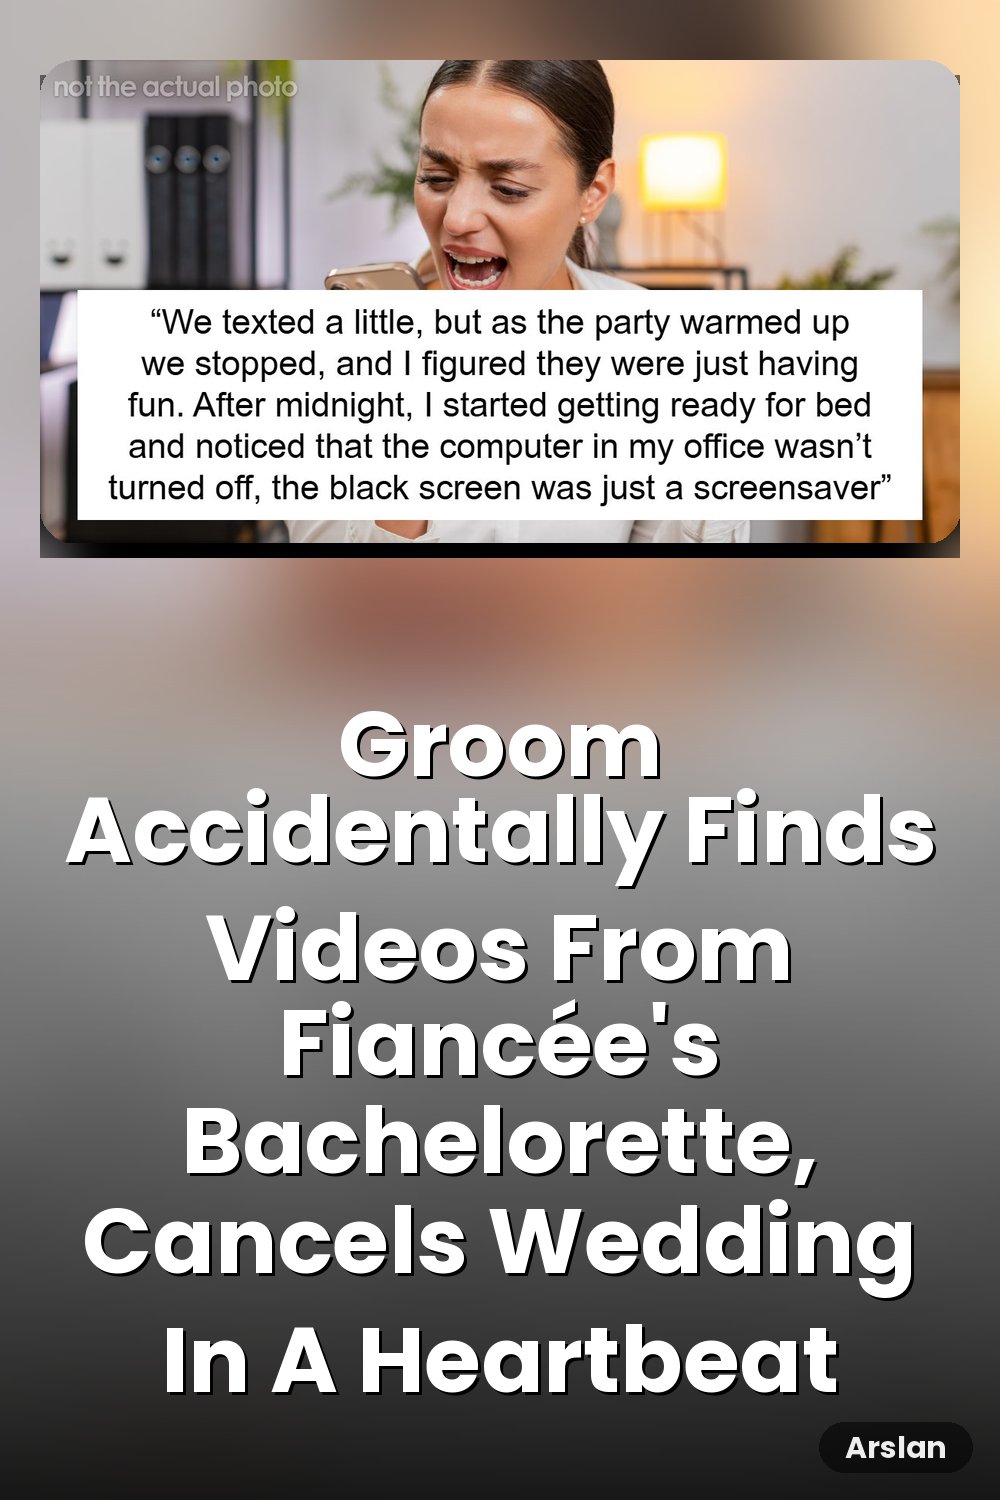 not the actual photo
“We texted a little, but as the party warmed up
we stopped, and I figured they were just having
fun. After midnight, I started getting ready for bed
and noticed that the computer in my office wasn’t
turned off, the black screen was just a screensaver”
Groom
Accidentally Finds
Videos From
Fiancée's
Bachelorette,
Cancels Wedding
In A Heartbeat
Arslan